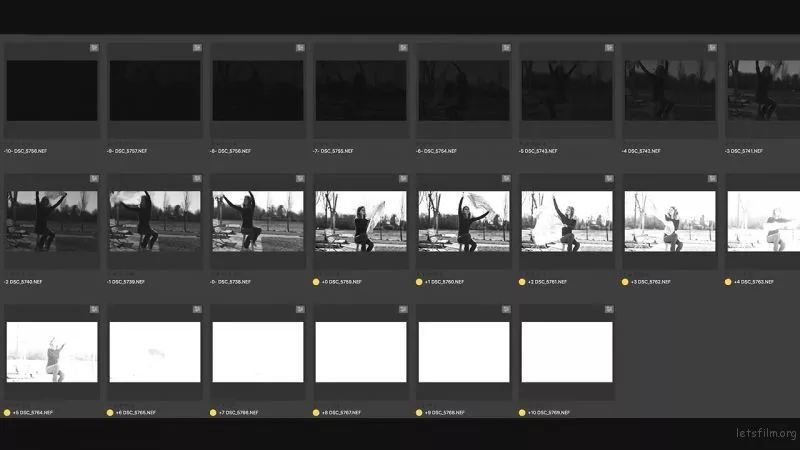 -10- DSC_5758.NEF
-9- DSC_5757.NEF
-8- DSC_5756.NEF
-7- DSC_5755.NEF
-6- DSC_5754.NEF
-5 DSC_5743.NEF
-4 DSC_5742.NEF
-3 DSC_5741.NEF
-2 DSC_5740.NEF
-1 DSC_5739.NEF
-0- DSC_5738.NEF
+0 DSC_5759.NEF
+1 DSC_5760.NEF
+2 DSC_5761.NEF
+3 DSC_5762.NEF
+4 DSC_5763.NEF
+5 DSC_5764.NEF
+6 DSC_5765.NEF
+7 DSC_5766.NEF
+8 DSC_5767.NEF
+9 DSC_5768.NEF
+10 DSC_5769.NEF
letsfilm.org